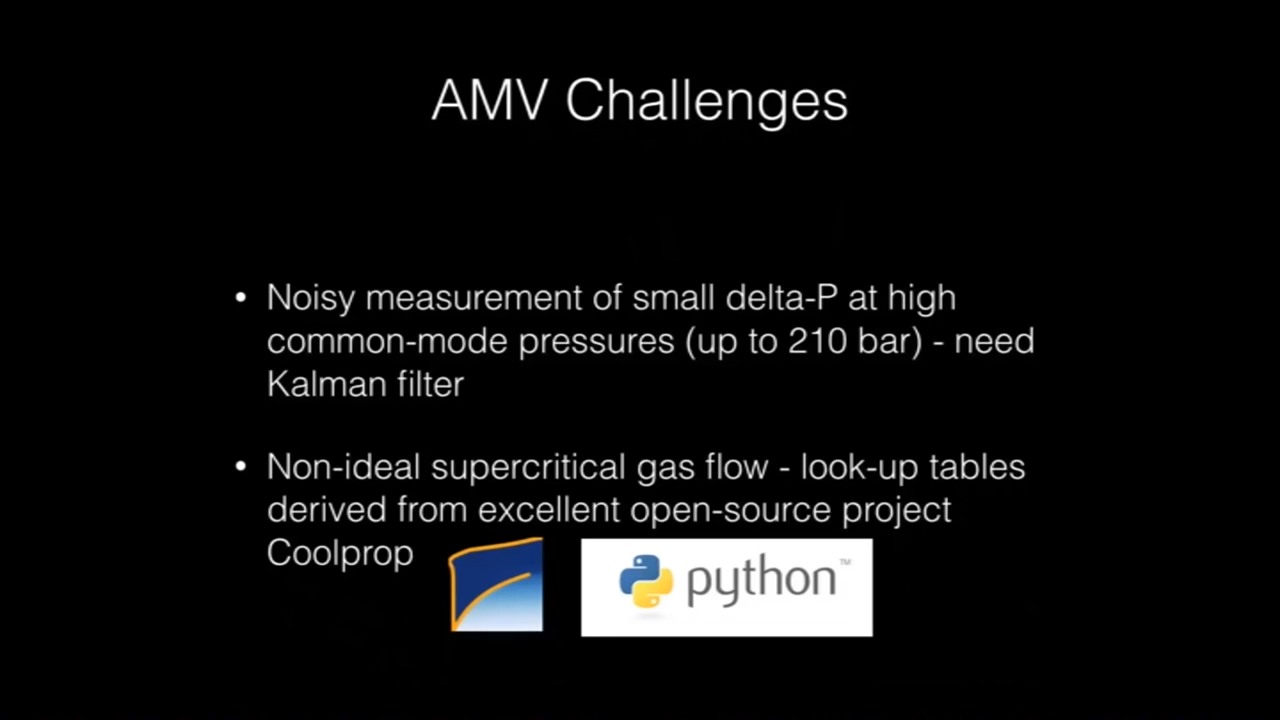 AMV Challenges
• Noisy measurement of small delta-P at high
common-mode pressures (up to 210 bar) - need
Kalman filter
• Non-ideal supercritical gas flow - look-up tables
derived from excellent open-source project
Coolprop
python™